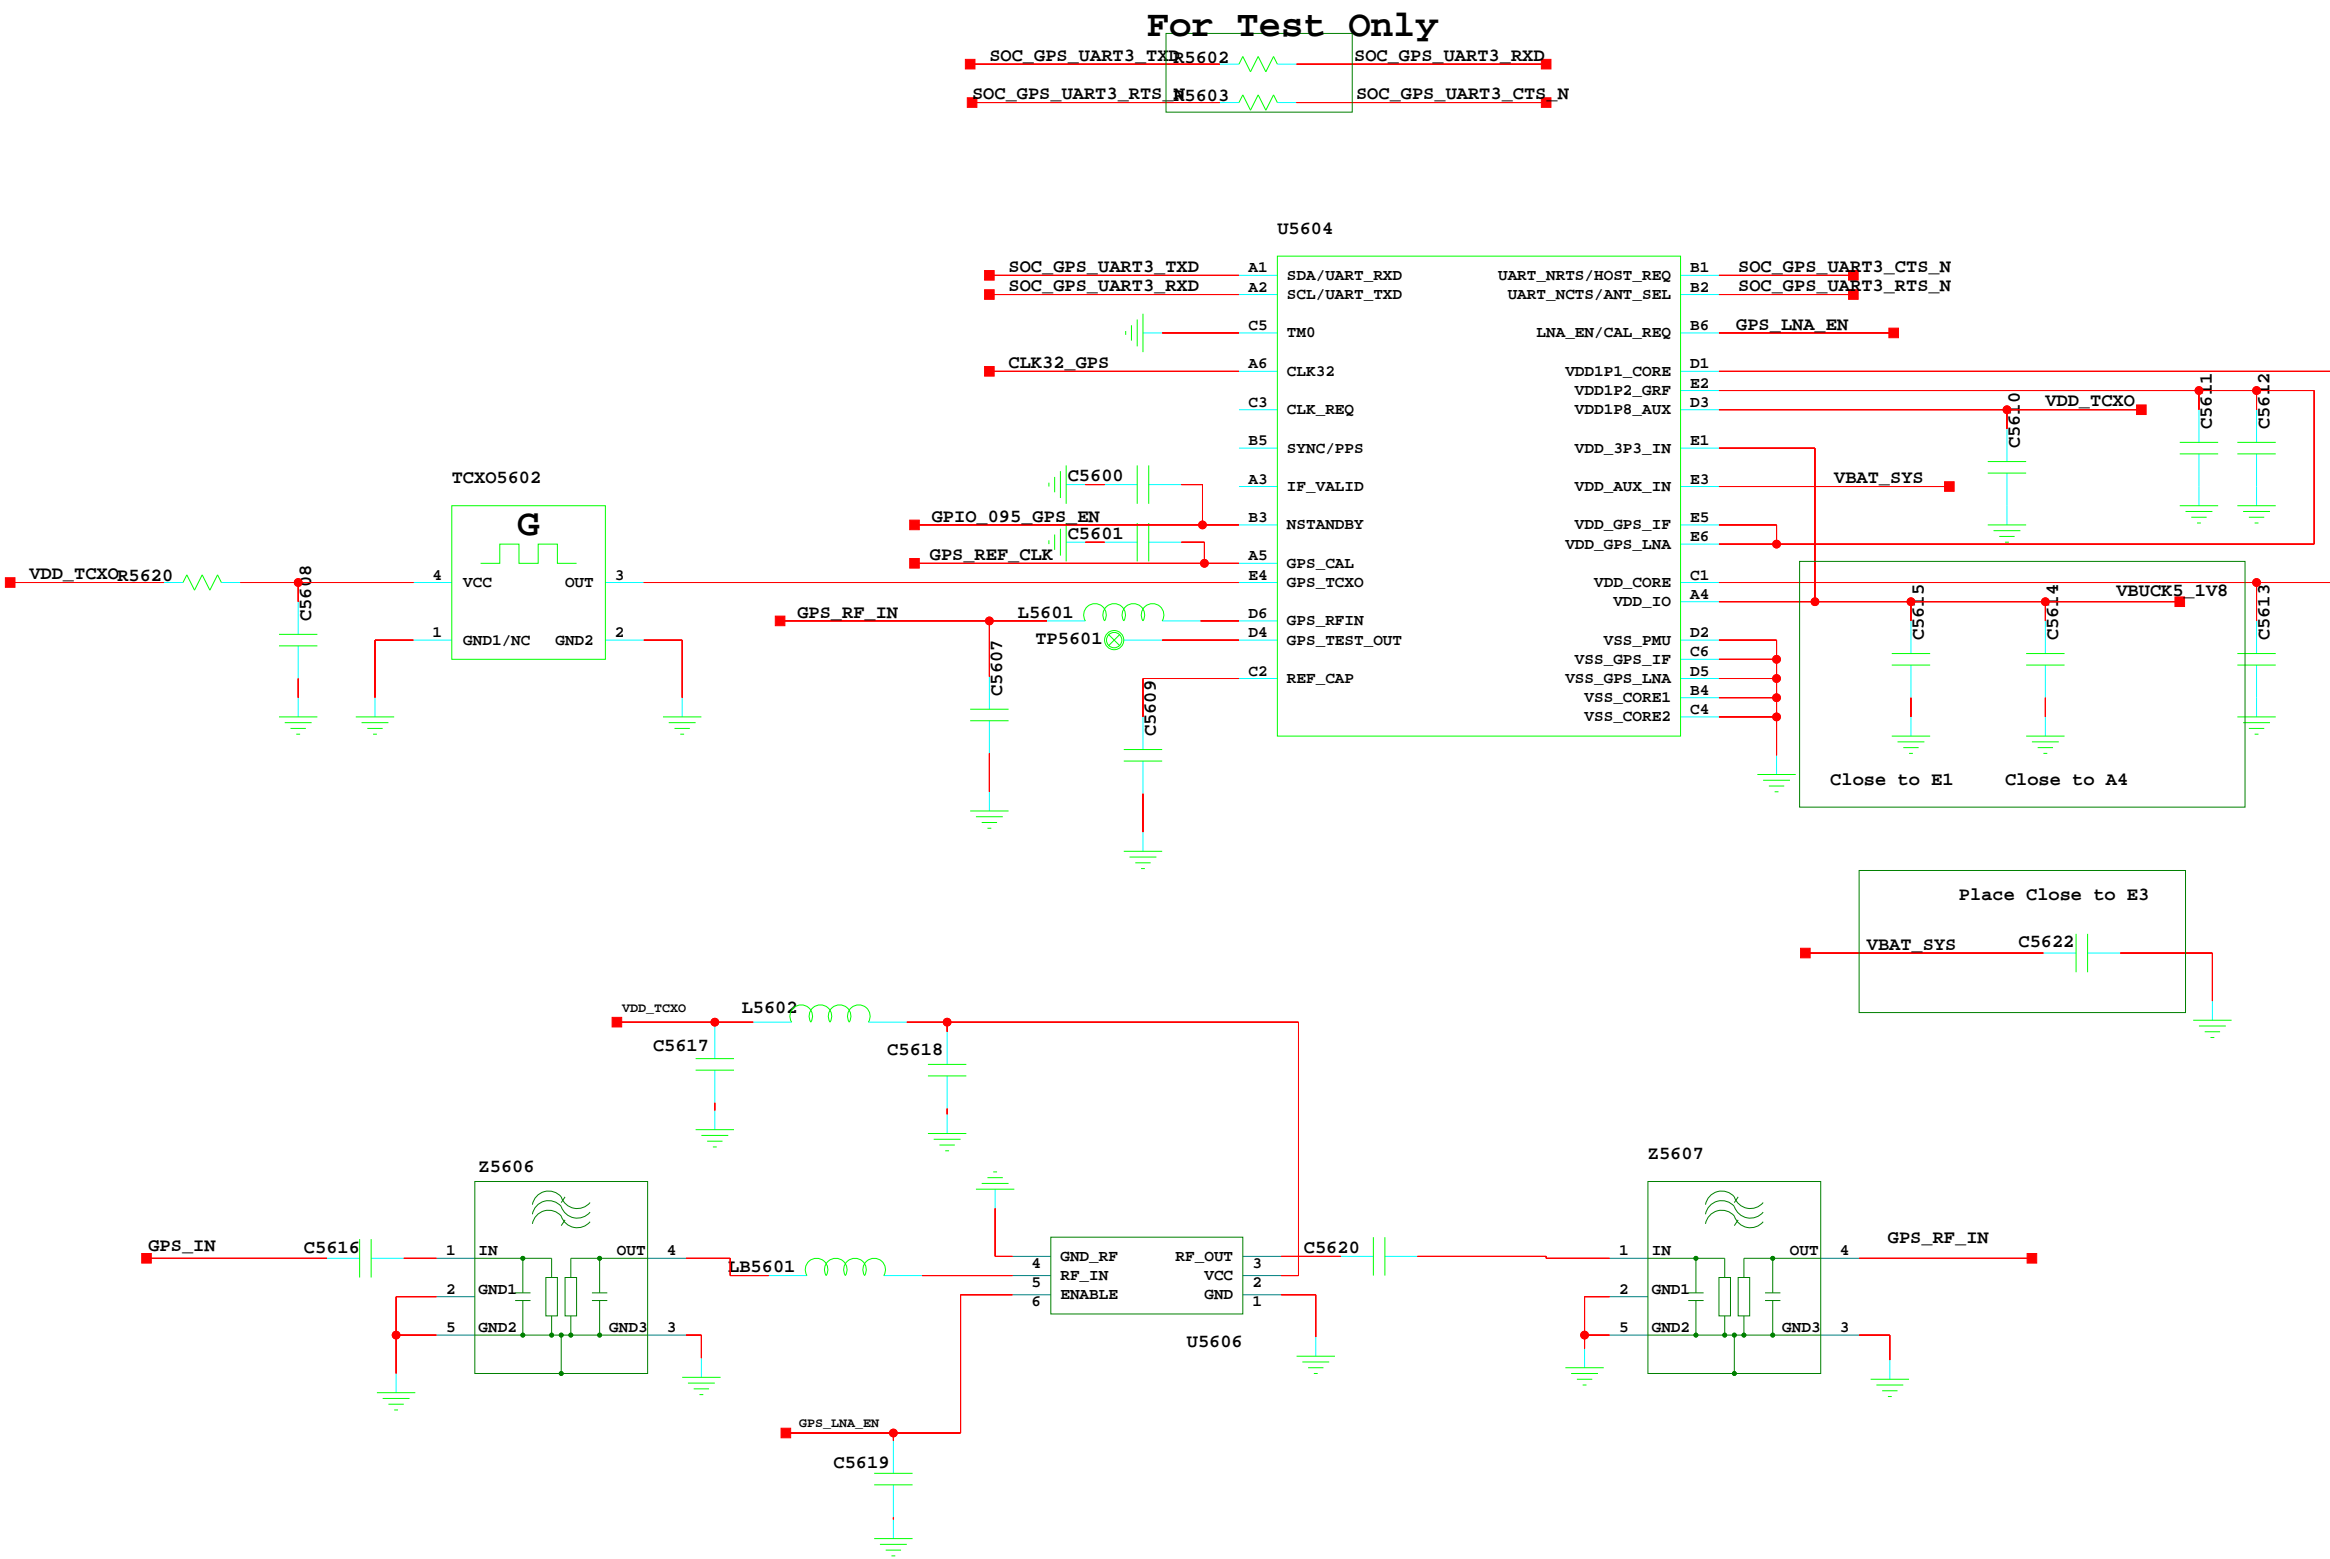 For Test Only
SOC_GPS_UART3_TXD R5602 SOC_GPS_UART3_RXD
SOC_GPS_UART3_RTS_N R5603 SOC_GPS_UART3_CTS_N
U5604
SOC_GPS_UART3_TXD A1 SDA/UART_RXD UART_NRTS/HOST_REQ B1 SOC_GPS_UART3_CTS_N
SOC_GPS_UART3_RXD A2 SCL/UART_TXD UART_NCTS/ANT_SEL B2 SOC_GPS_UART3_RTS_N
C5 TM0 LNA_EN/CAL_REQ B6 GPS_LNA_EN
CLK32_GPS A6 CLK32 VDD1P1_CORE D1
VDD1P2_GRF E2
C3 CLK_REQ VDD1P8_AUX D3 VDD_TCXO
C5610 C5611 C5612
B5 SYNC/PPS VDD_3P3_IN E1
C5600
A3 IF_VALID VDD_AUX_IN E3 VBAT_SYS
GPIO_095_GPS_EN B3 NSTANDBY VDD_GPS_IF E5
C5601
VDD_GPS_LNA E6
GPS_REF_CLK A5 GPS_CAL
E4 GPS_TCXO VDD_CORE C1
VDD_IO A4 VBUCK5_1V8
GPS_RF_IN L5601 D6 GPS_RFIN
TP5601 D4 GPS_TEST_OUT VSS_PMU D2
VSS_GPS_IF C6
C2 REF_CAP VSS_GPS_LNA D5
VSS_CORE1 B4
VSS_CORE2 C4
C5607 C5609
C5615 C5614 C5613
Close to E1 Close to A4
TCXO5602
G
VDD_TCXO R5620 C5608 4 VCC OUT 3
1 GND1/NC GND2 2
Place Close to E3
VBAT_SYS C5622
VDD_TCXO L5602
C5617 C5618
Z5606
GPS_IN C5616 1 IN OUT 4
2 GND1
5 GND2 GND3 3
LB5601
GND_RF RF_OUT
4 3
RF_IN VCC
5 2
ENABLE GND
6 1
U5606
C5620
Z5607
1 IN OUT 4 GPS_RF_IN
2 GND1
5 GND2 GND3 3
GPS_LNA_EN
C5619